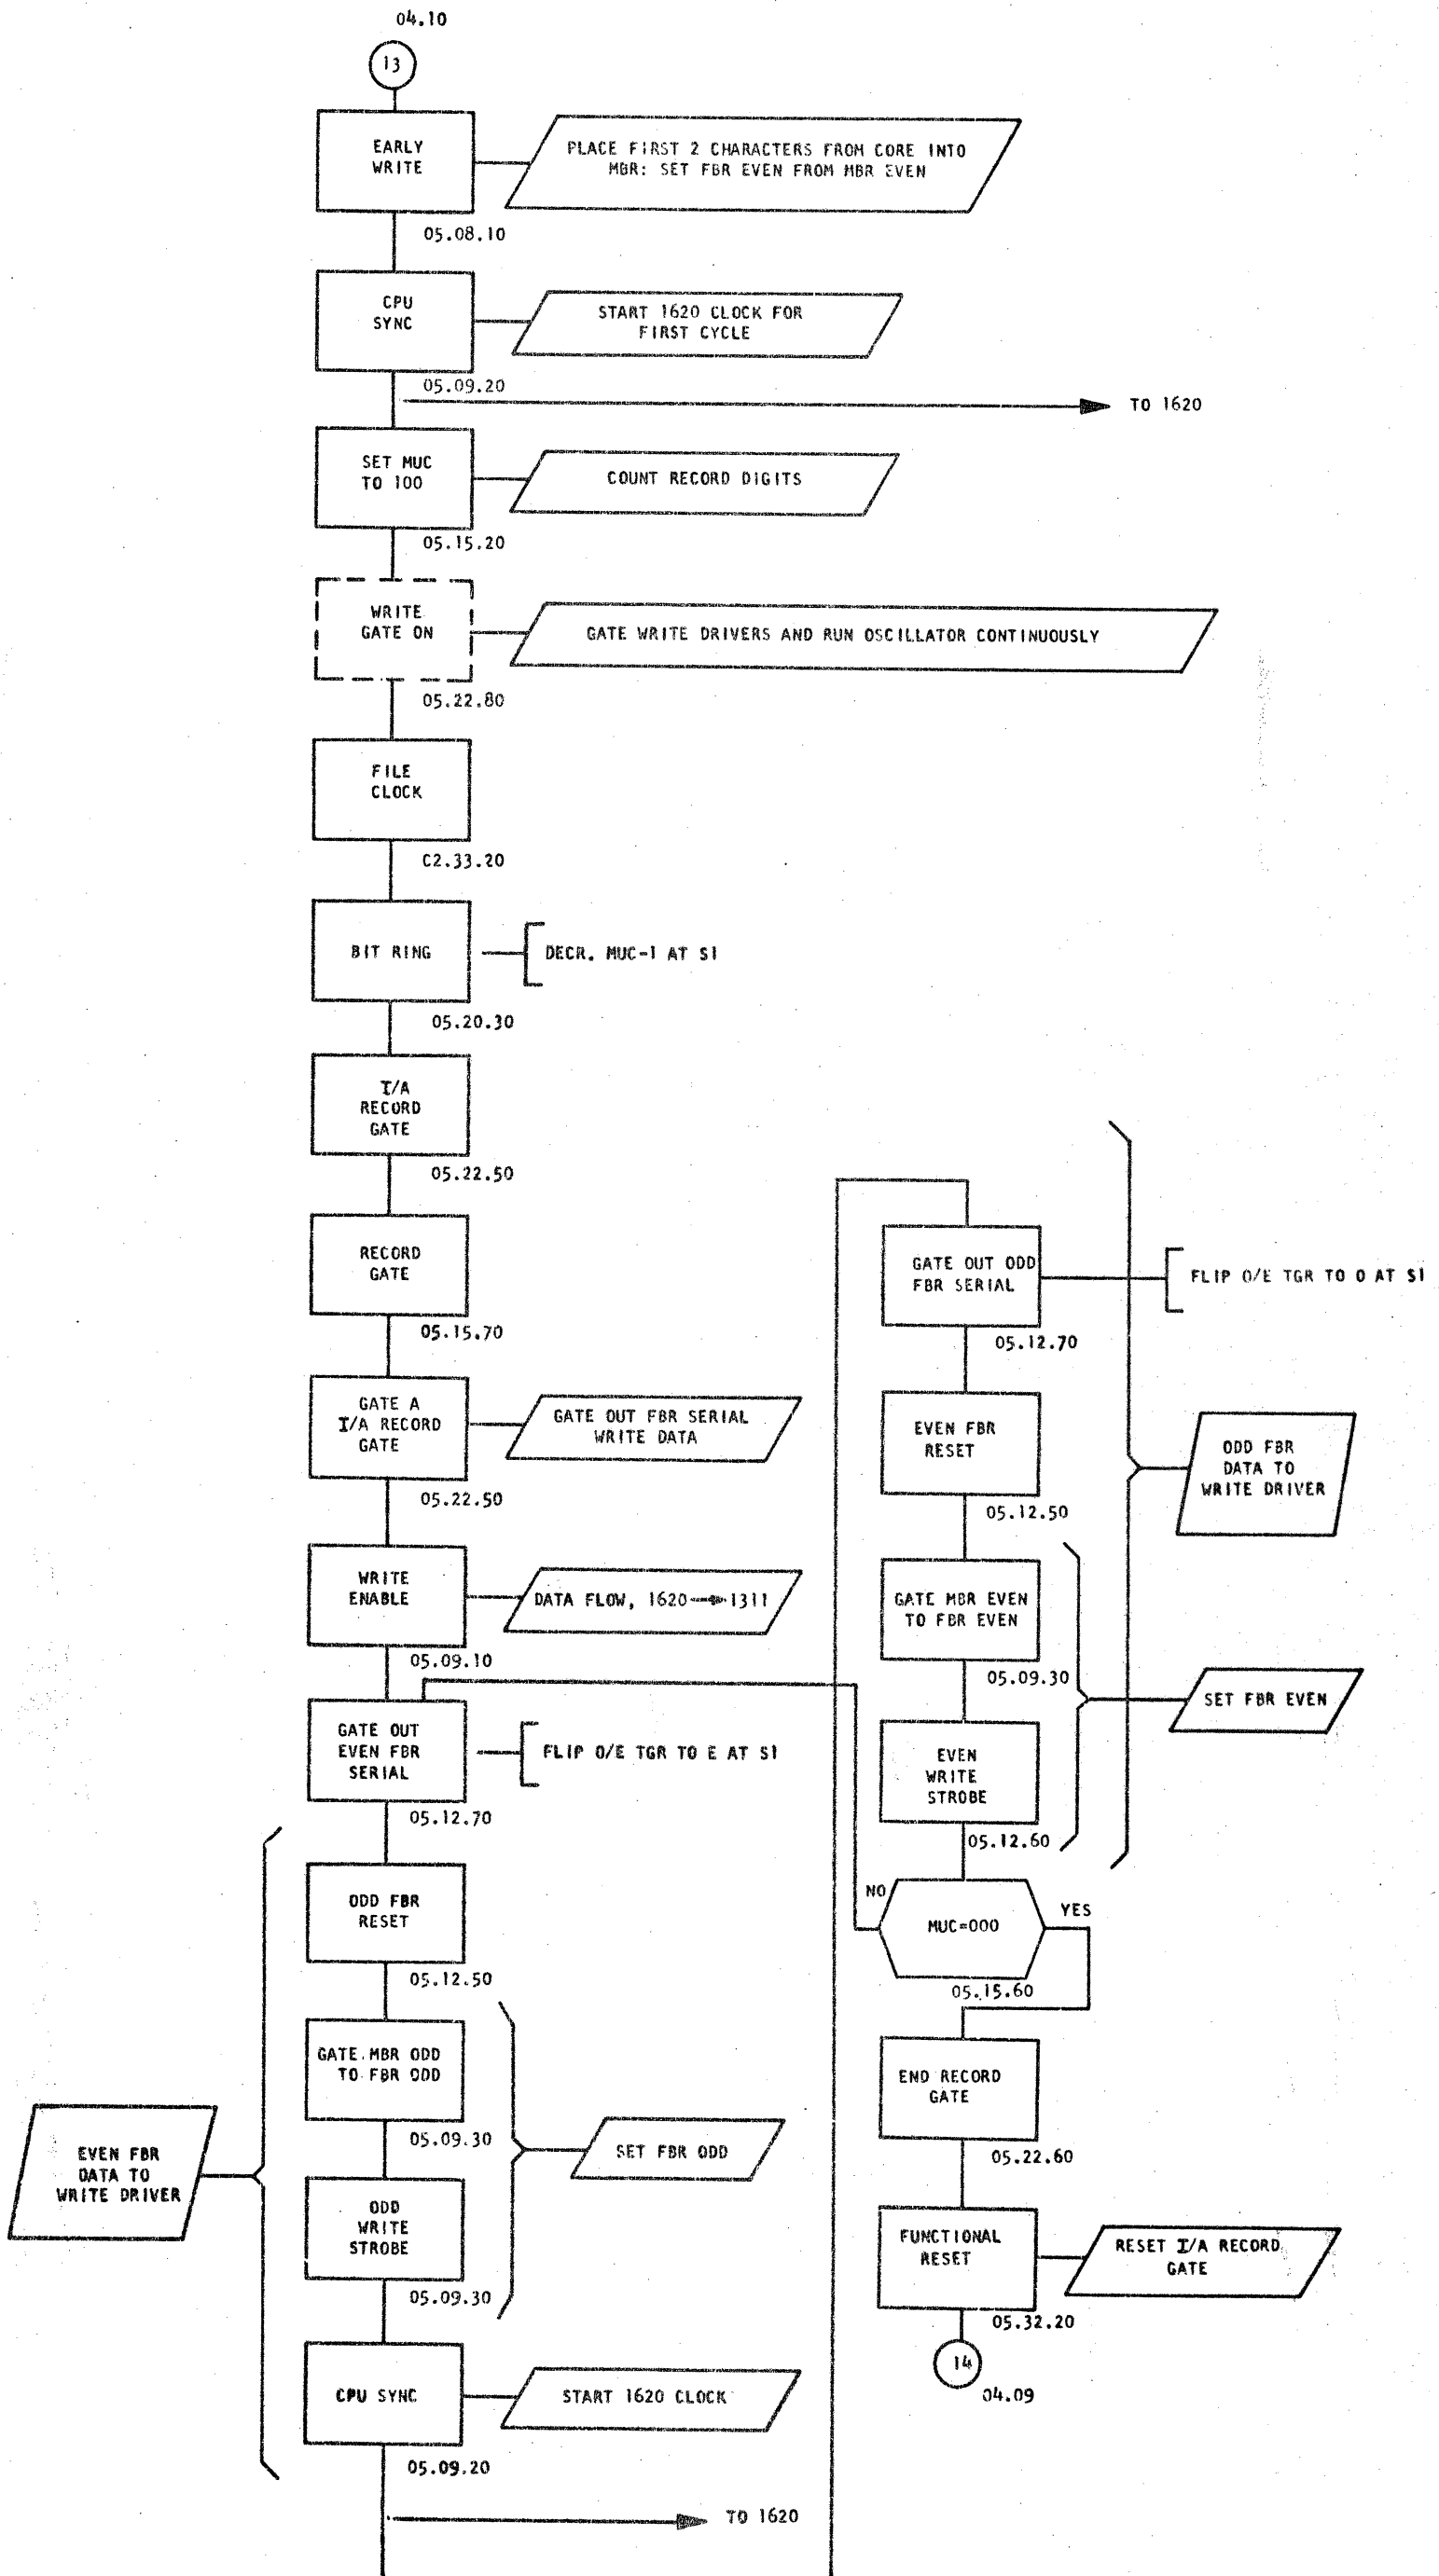 04.10
13
EARLY
WRITE
PLACE FIRST 2 CHARACTERS FROM CORE INTO
MBR: SET FBR EVEN FROM MBR EVEN
05.08.10
CPU
SYNC
START 1620 CLOCK FOR
FIRST CYCLE
05.09.20
TO 1620
SET MUC
TO 100
COUNT RECORD DIGITS
05.15.20
WRITE
GATE ON
GATE WRITE DRIVERS AND RUN OSCILLATOR CONTINUOUSLY
05.22.80
FILE
CLOCK
C2.33.20
BIT RING
DECR. MUC-1 AT S1
05.20.30
I/A
RECORD
GATE
05.22.50
RECORD
GATE
05.15.70
GATE A
I/A RECORD
GATE
GATE OUT FBR SERIAL
WRITE DATA
05.22.50
WRITE
ENABLE
DATA FLOW, 1620 → 1311
05.09.10
GATE OUT
EVEN FBR
SERIAL
FLIP O/E TGR TO E AT S1
05.12.70
ODD FBR
RESET
05.12.50
GATE MBR ODD
TO FBR ODD
05.09.30
SET FBR ODD
EVEN FBR
DATA TO
WRITE DRIVER
ODD
WRITE
STROBE
05.09.30
CPU SYNC
START 1620 CLOCK
05.09.20
TO 1620
GATE OUT ODD
FBR SERIAL
FLIP O/E TGR TO O AT S1
05.12.70
EVEN FBR
RESET
05.12.50
ODD FBR
DATA TO
WRITE DRIVER
GATE MBR EVEN
TO FBR EVEN
05.09.30
SET FBR EVEN
EVEN
WRITE
STROBE
05.12.60
NO
MUC=000
YES
05.15.60
END RECORD
GATE
05.22.60
FUNCTIONAL
RESET
RESET I/A RECORD
GATE
05.32.20
14
04.09